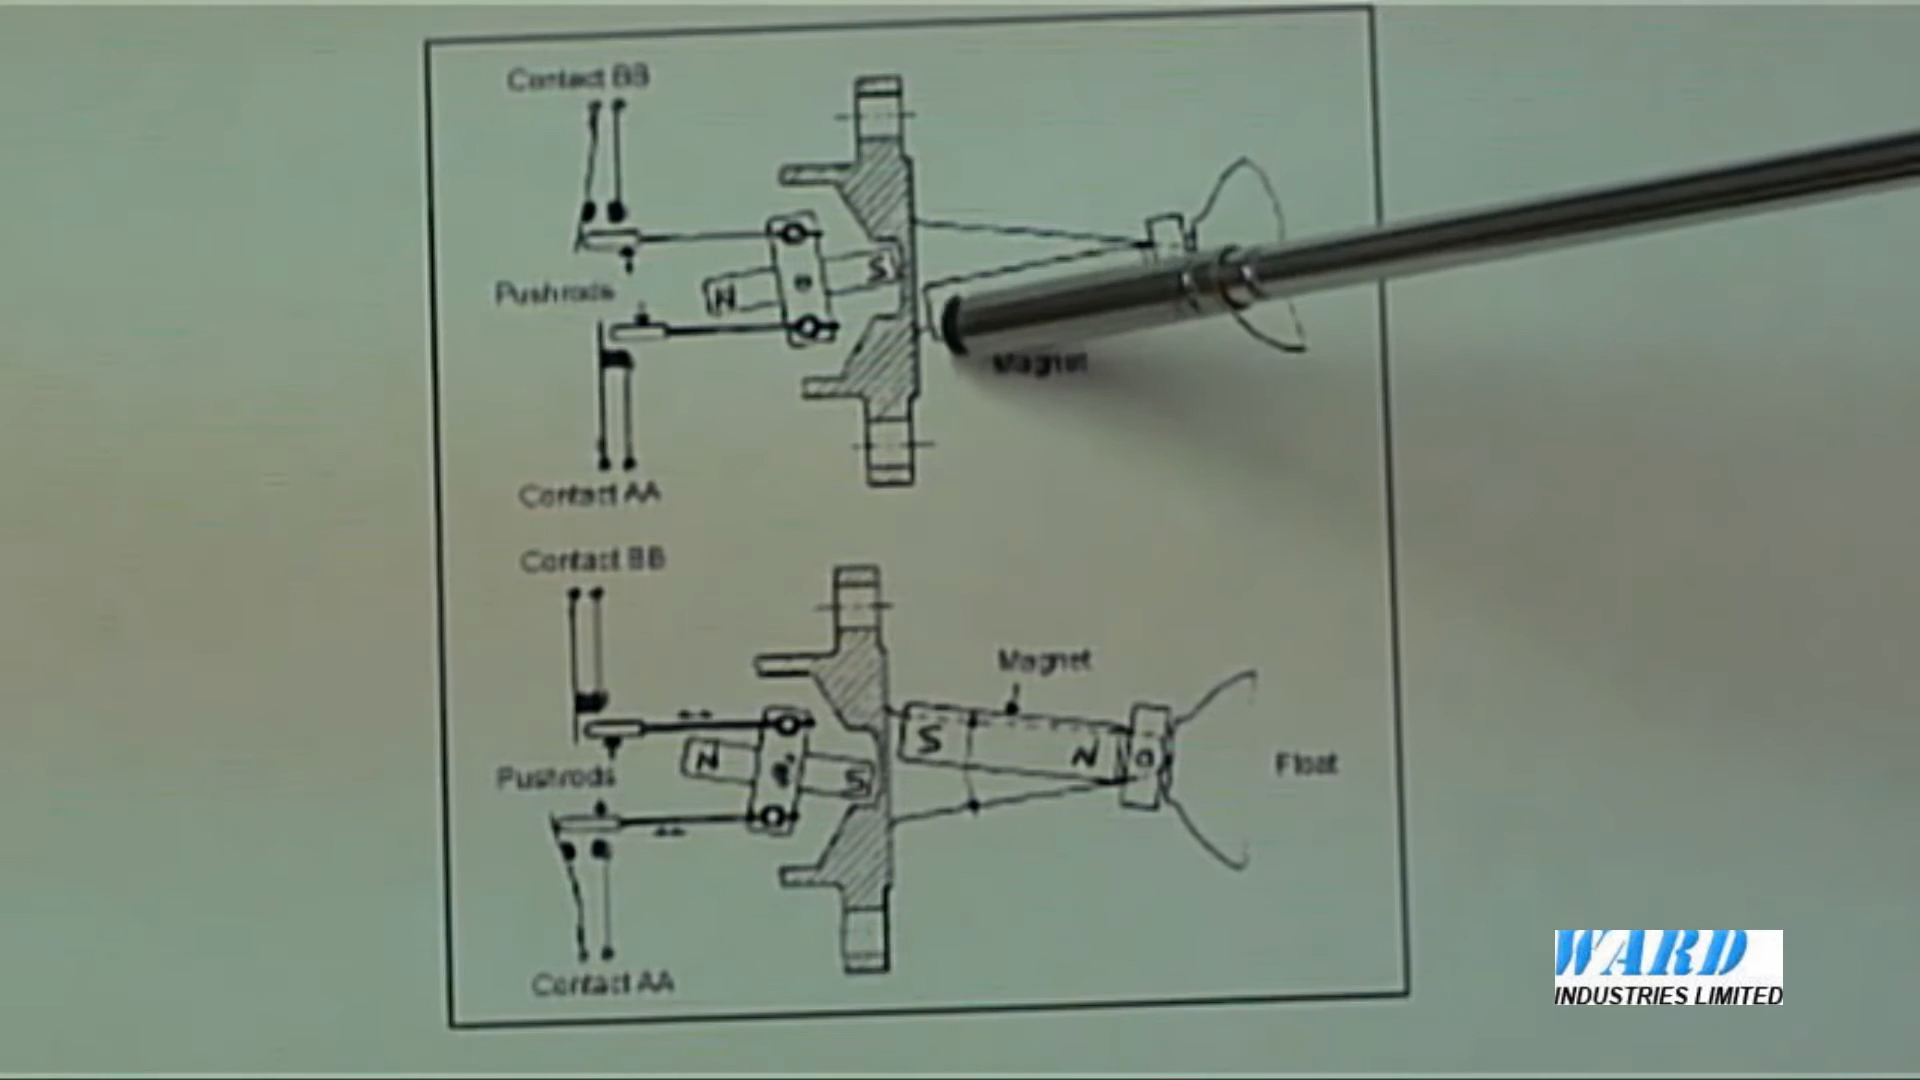 Contact BB
S
N
Pushrods
Magnet
Contact AA
Contact BB
Magnet
S
N
N
S
Float
Pushrods
Contact AA
WARD
INDUSTRIES LIMITED